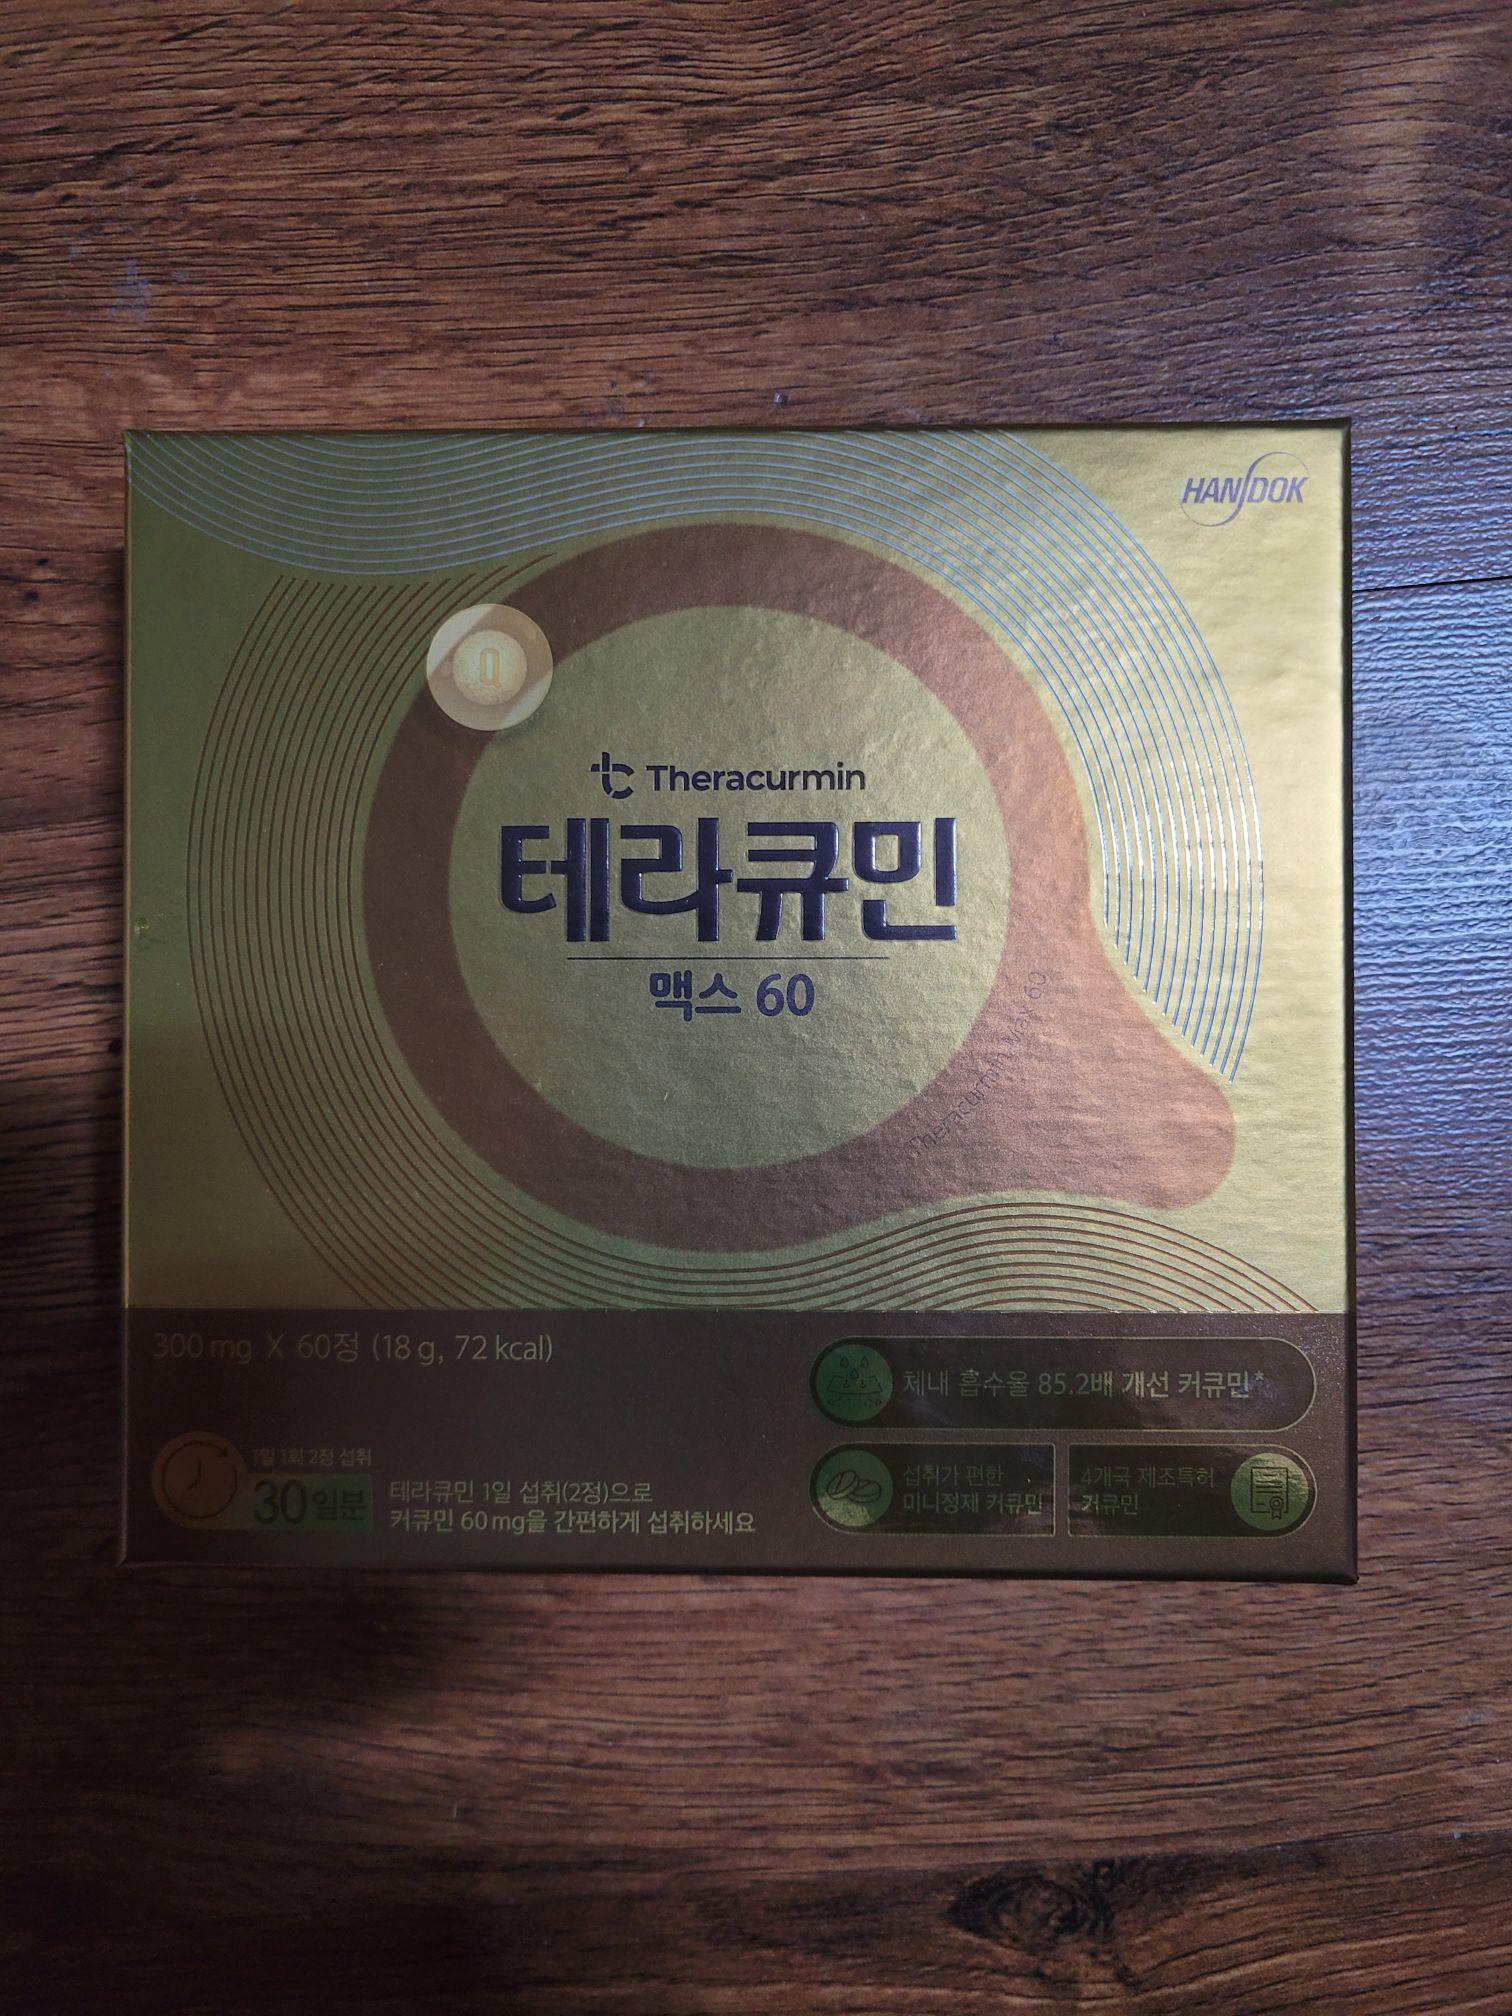 HANDOK
Q
Theracurmin
테라큐민
맥스 60
Theracurmin Max 60
300 mg X 60정 (18 g, 72 kcal)
1일 1회 2정 섭취
30일분
테라큐민 1일 섭취(2정)으로
커큐민 60 mg을 간편하게 섭취하세요
체내 흡수율 85.2배 개선 커큐민*
섭취가 편한
미니정제 커큐민
4개국 제조특허
커큐민